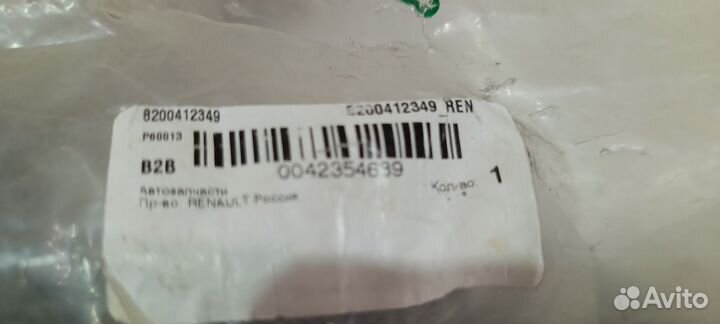 8200412349 8200412349_REN
P60013
B2B
0042354639
Автозапчасти
Кол-во 1
Пр-во RENAULT Россия
Avito